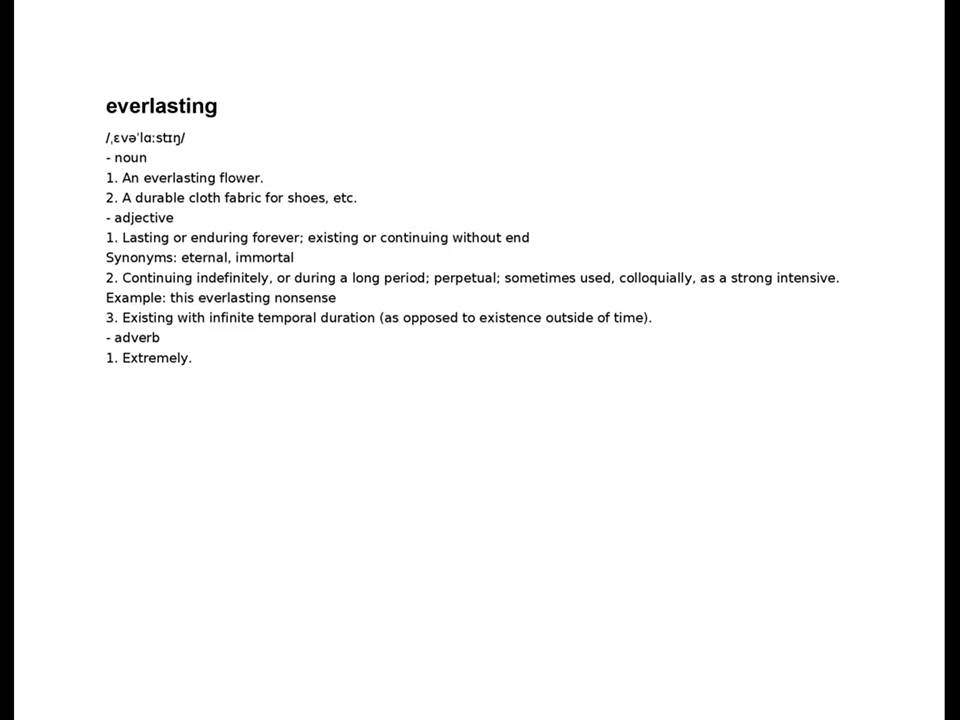 everlasting
/ˌɛvəˈlɑːstɪŋ/
- noun
1. An everlasting flower.
2. A durable cloth fabric for shoes, etc.
- adjective
1. Lasting or enduring forever; existing or continuing without end
Synonyms: eternal, immortal
2. Continuing indefinitely, or during a long period; perpetual; sometimes used, colloquially, as a strong intensive.
Example: this everlasting nonsense
3. Existing with infinite temporal duration (as opposed to existence outside of time).
- adverb
1. Extremely.